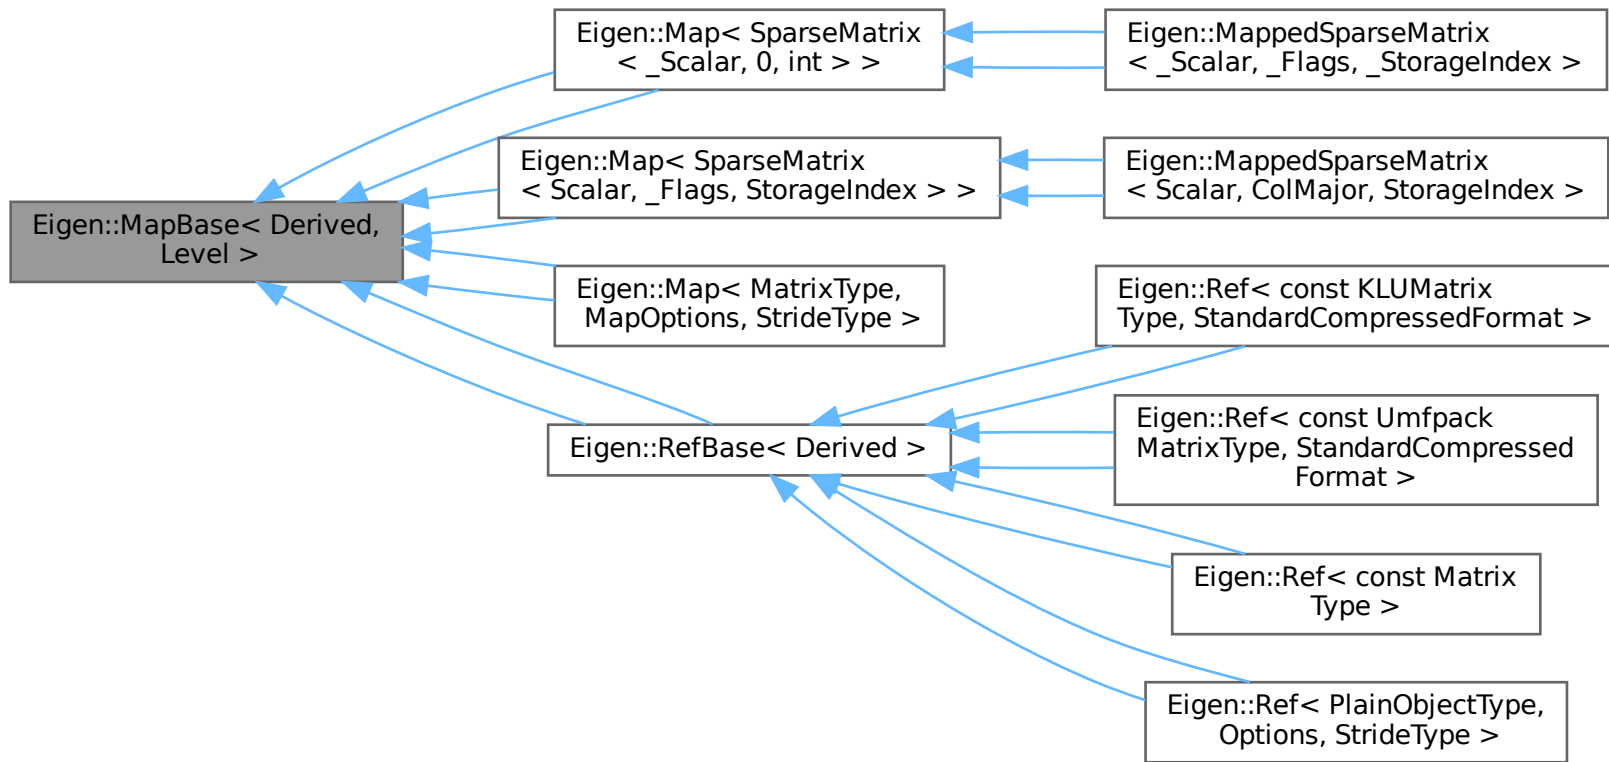 Eigen::Map< SparseMatrix
< _Scalar, 0, int > >
Eigen::MappedSparseMatrix
< _Scalar, _Flags, _StorageIndex >
Eigen::Map< SparseMatrix
< Scalar, _Flags, StorageIndex > >
Eigen::MappedSparseMatrix
< Scalar, ColMajor, StorageIndex >
Eigen::MapBase< Derived,
Level >
Eigen::Map< MatrixType,
MapOptions, StrideType >
Eigen::Ref< const KLUMatrix
Type, StandardCompressedFormat >
Eigen::RefBase< Derived >
Eigen::Ref< const Umfpack
MatrixType, StandardCompressed
Format >
Eigen::Ref< const Matrix
Type >
Eigen::Ref< PlainObjectType,
Options, StrideType >